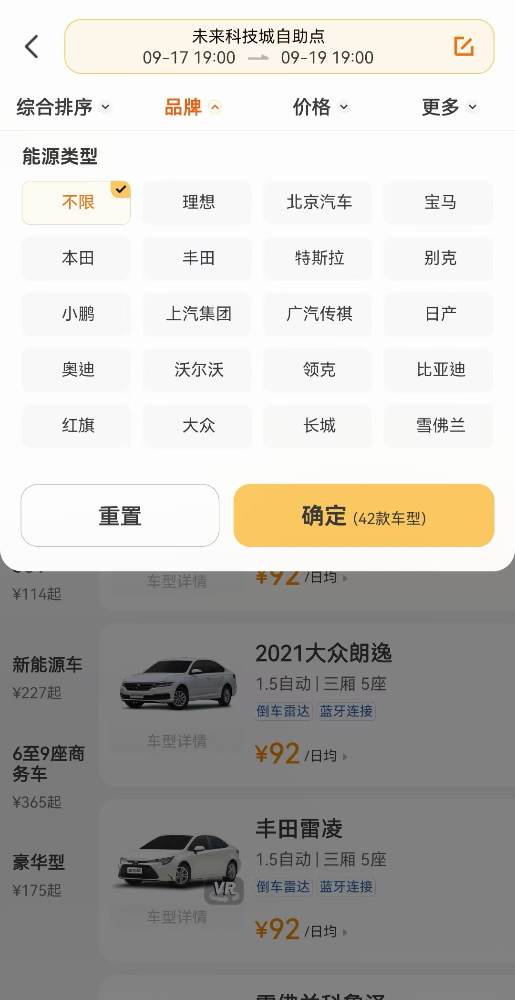 未来科技城自助点
09-17 19:00 09-19 19:00
综合排序 品牌 价格 更多
能源类型
不限 理想 北京汽车 宝马
本田 丰田 特斯拉 别克
小鹏 上汽集团 广汽传祺 日产
奥迪 沃尔沃 领克 比亚迪
红旗 大众 长城 雪佛兰
重置 确定 (42款车型)
¥114起
车型详情 ¥92 /日均
新能源车
¥227起
6至9座商
务车
¥365起
豪华型
¥175起
2021大众朗逸
1.5自动 | 三厢 5座
倒车雷达 蓝牙连接
车型详情
¥92 /日均
丰田雷凌
1.5自动 | 三厢 5座
倒车雷达 蓝牙连接
VR
车型详情
¥92 /日均